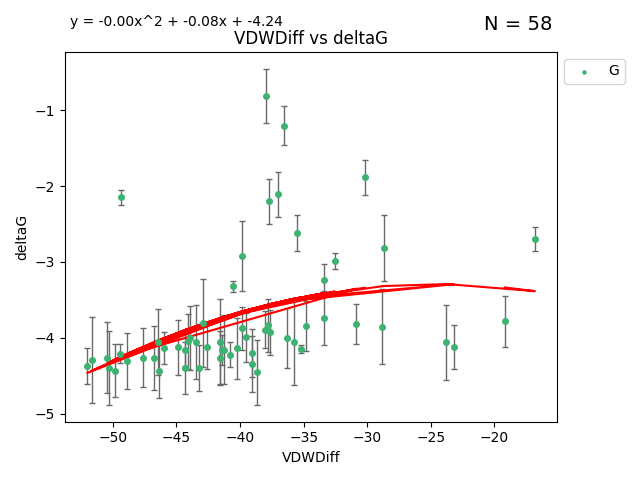 y = -0.00x^2 + -0.08x + -4.24
N = 58
VDWDiff vs deltaG
G
−1
−2
−3
−4
−5
deltaG
−50 −45 −40 −35 −30 −25 −20
VDWDiff